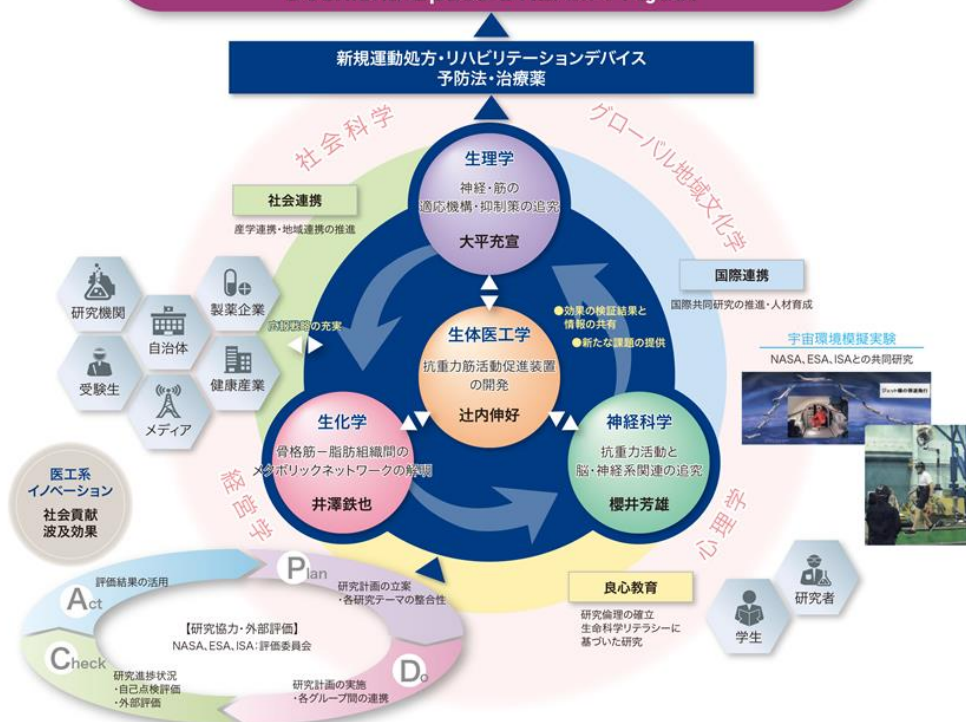 新規運動処方・リハビリテーションデバイス
予防法・治療薬
社会科学
グローバル地域文化学
生理学
神経・筋の
適応機構・抑制策の追究
大平充宣
社会連携
産学連携・地域連携の推進
国際連携
国際共同研究の推進・人材育成
研究機関
製薬企業
自治体
受験生
健康産業
メディア
広報戦略の充実
●効果の検証結果と
情報の共有
●新たな課題の提供
生体医工学
抗重力筋活動促進装置
の開発
辻内伸好
宇宙環境模擬実験
NASA、ESA、ISAとの共同研究
ジェット機の放物飛行
生化学
骨格筋－脂肪組織間の
メタボリックネットワークの解明
井澤鉄也
神経科学
抗重力活動と
脳・神経系関連の追究
櫻井芳雄
経営学
心理学
医工系
イノベーション
社会貢献
波及効果
良心教育
研究倫理の確立
生命科学リテラシーに
基づいた研究
学生
研究者
Act
評価結果の活用
Plan
研究計画の立案
・各研究テーマの整合性
【研究協力・外部評価】
NASA、ESA、ISA：評価委員会
Check
研究進捗状況
・自己点検評価
・外部評価
Do
研究計画の実施
・各グループ間の連携